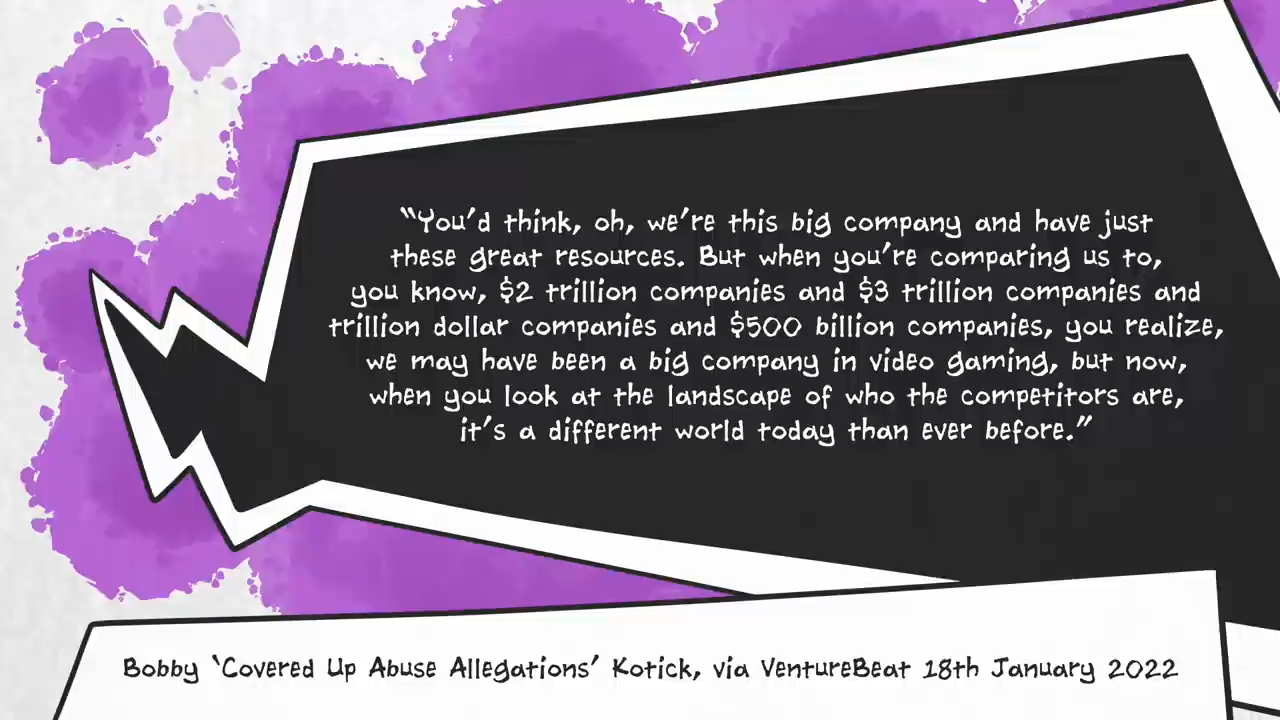 “You’d think, oh, we’re this big company and have just
these great resources. But when you’re comparing us to,
you know, $2 trillion companies and $3 trillion companies and
trillion dollar companies and $500 billion companies, you realize,
we may have been a big company in video gaming, but now,
when you look at the landscape of who the competitors are,
it’s a different world today than ever before.”
Bobby ‘Covered Up Abuse Allegations’ Kotick, via VentureBeat 18th January 2022